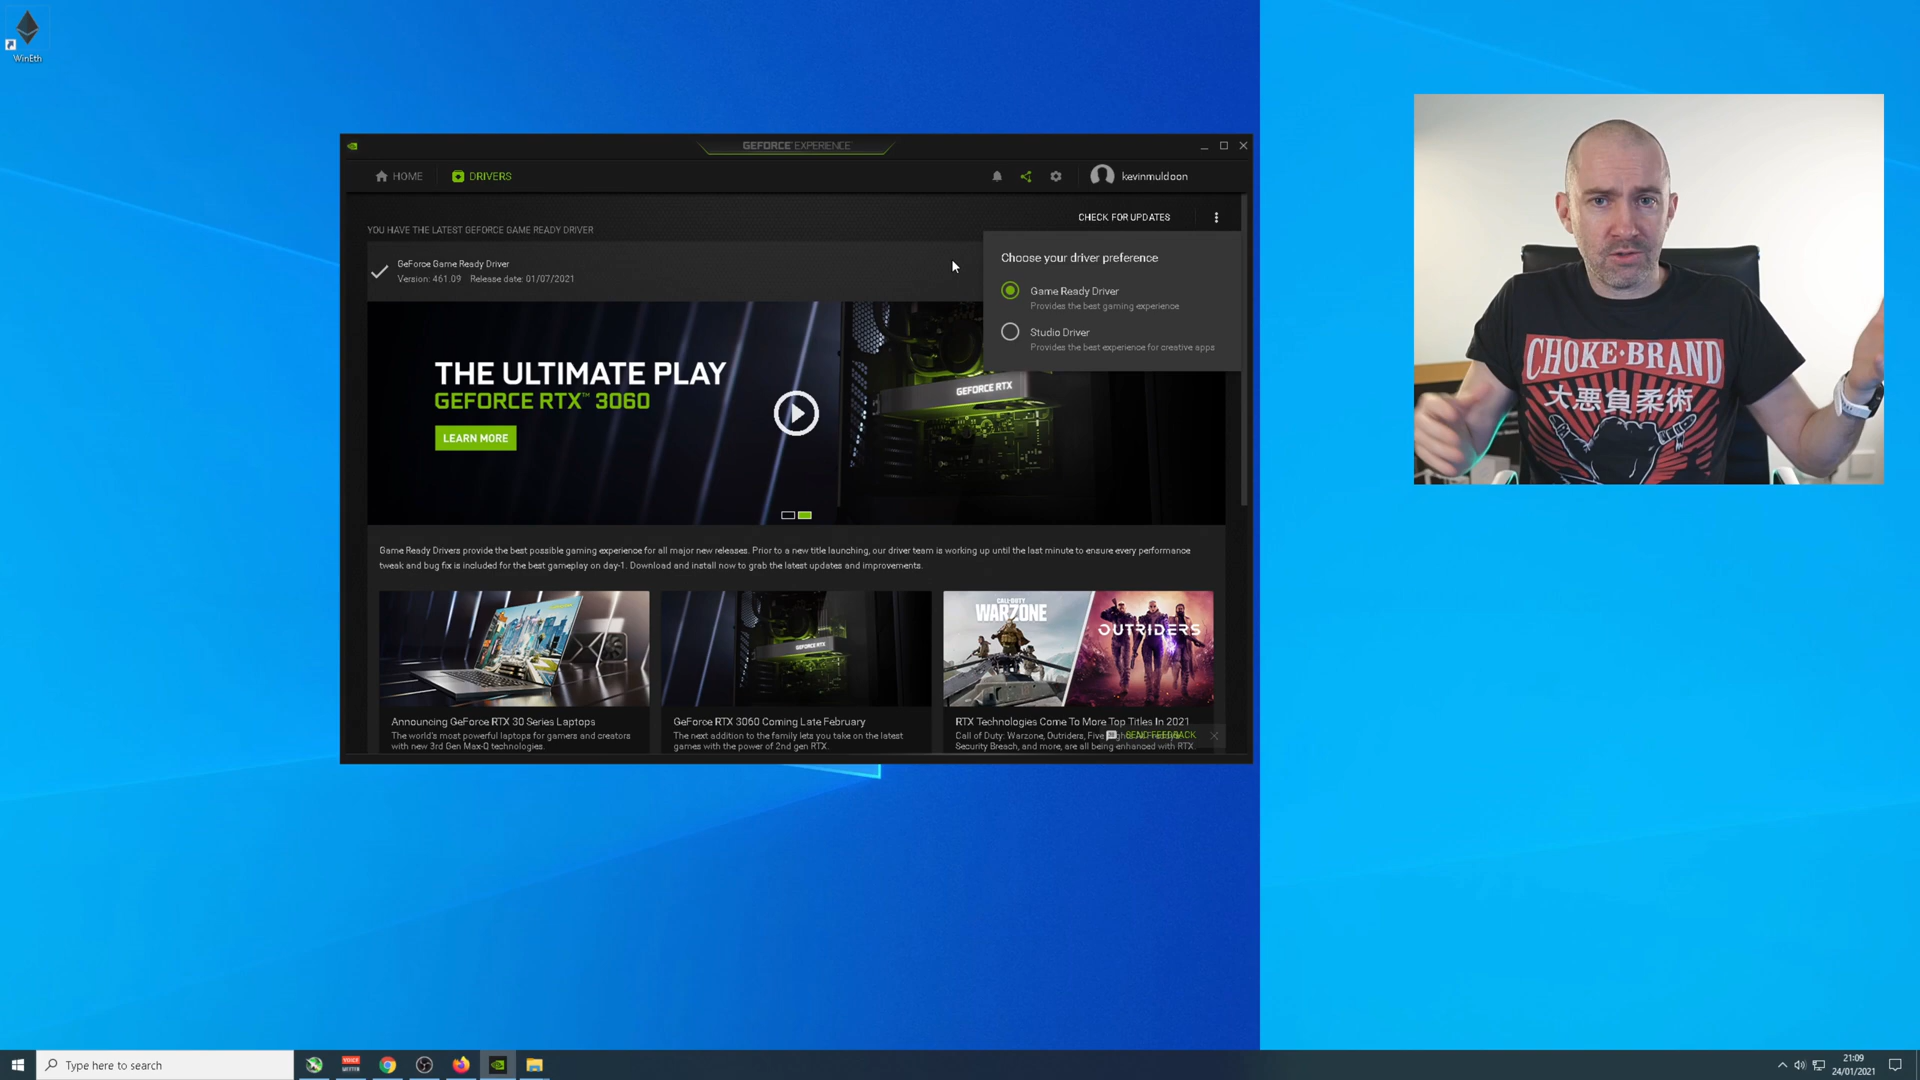 WinEth
GEFORCE EXPERIENCE
HOME
DRIVERS
kevinmuldoon
CHECK FOR UPDATES
YOU HAVE THE LATEST GEFORCE GAME READY DRIVER
GeForce Game Ready Driver
Version: 461.09 Release date: 01/07/2021
Choose your driver preference
Game Ready Driver
Provides the best gaming experience
Studio Driver
Provides the best experience for creative apps
THE ULTIMATE PLAY
GEFORCE RTX™ 3060
LEARN MORE
GEFORCE RTX
CHOKE·BRAND
大悪負柔術
Game Ready Drivers provide the best possible gaming experience for all major new releases. Prior to a new title launching, our driver team is working up until the last minute to ensure every performance
tweak and bug fix is included for the best gameplay on day-1. Download and install now to grab the latest updates and improvements.
GEFORCE RTX
CALL OF DUTY
WARZONE
OUTRIDERS
Announcing GeForce RTX 30 Series Laptops
The world's most powerful laptops for gamers and creators
with new 3rd Gen Max-Q technologies.
GeForce RTX 3060 Coming Late February
The next addition to the family lets you take on the latest
games with the power of 2nd gen RTX.
RTX Technologies Come To More Top Titles In 2021
Call of Duty: Warzone, Outriders, Five
SEND FEEDBACK
Security Breach, and more, are all being enhanced with RTX
Type here to search
VOICE
MEETER
21:09
24/01/2021